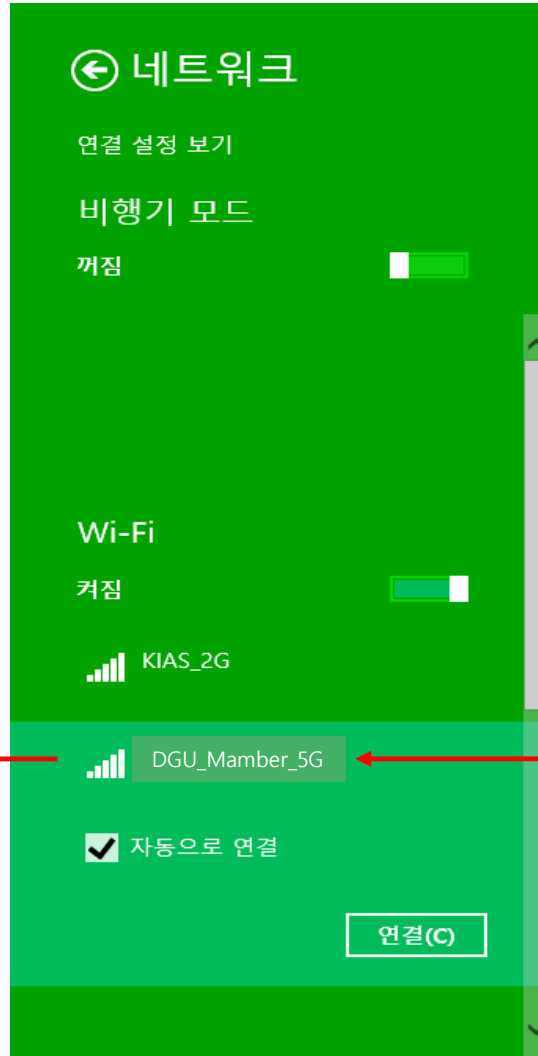 네트워크
연결 설정 보기
비행기 모드
꺼짐
Wi-Fi
켜짐
KIAS_2G
DGU_Mamber_5G
자동으로 연결
연결(C)